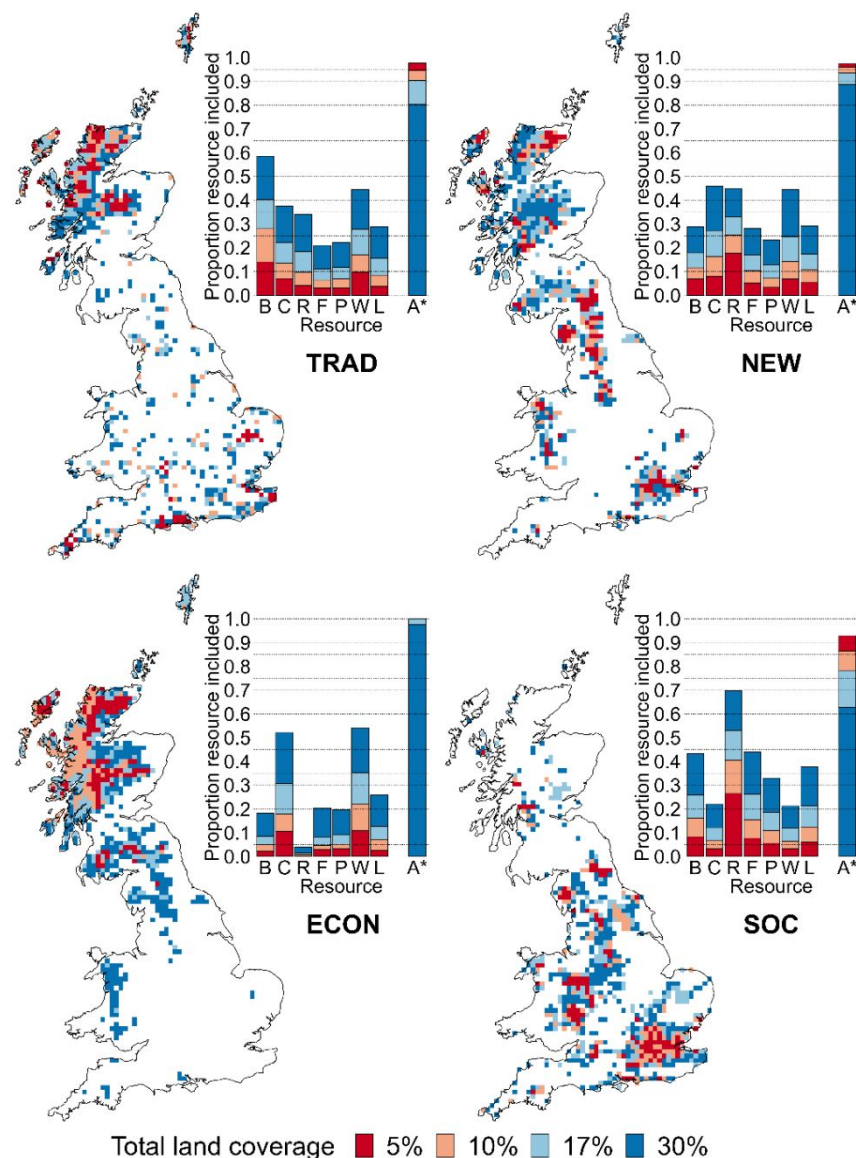 Proportion resource included
1.0
0.9
0.8
0.7
0.6
0.5
0.4
0.3
0.2
0.1
0.0
B C R F P W L A*
Resource
TRAD
Proportion resource included
1.0
0.9
0.8
0.7
0.6
0.5
0.4
0.3
0.2
0.1
0.0
B C R F P W L A*
Resource
NEW
Proportion resource included
1.0
0.9
0.8
0.7
0.6
0.5
0.4
0.3
0.2
0.1
0.0
B C R F P W L A*
Resource
ECON
Proportion resource included
1.0
0.9
0.8
0.7
0.6
0.5
0.4
0.3
0.2
0.1
0.0
B C R F P W L A*
Resource
SOC
Total land coverage 5% 10% 17% 30%